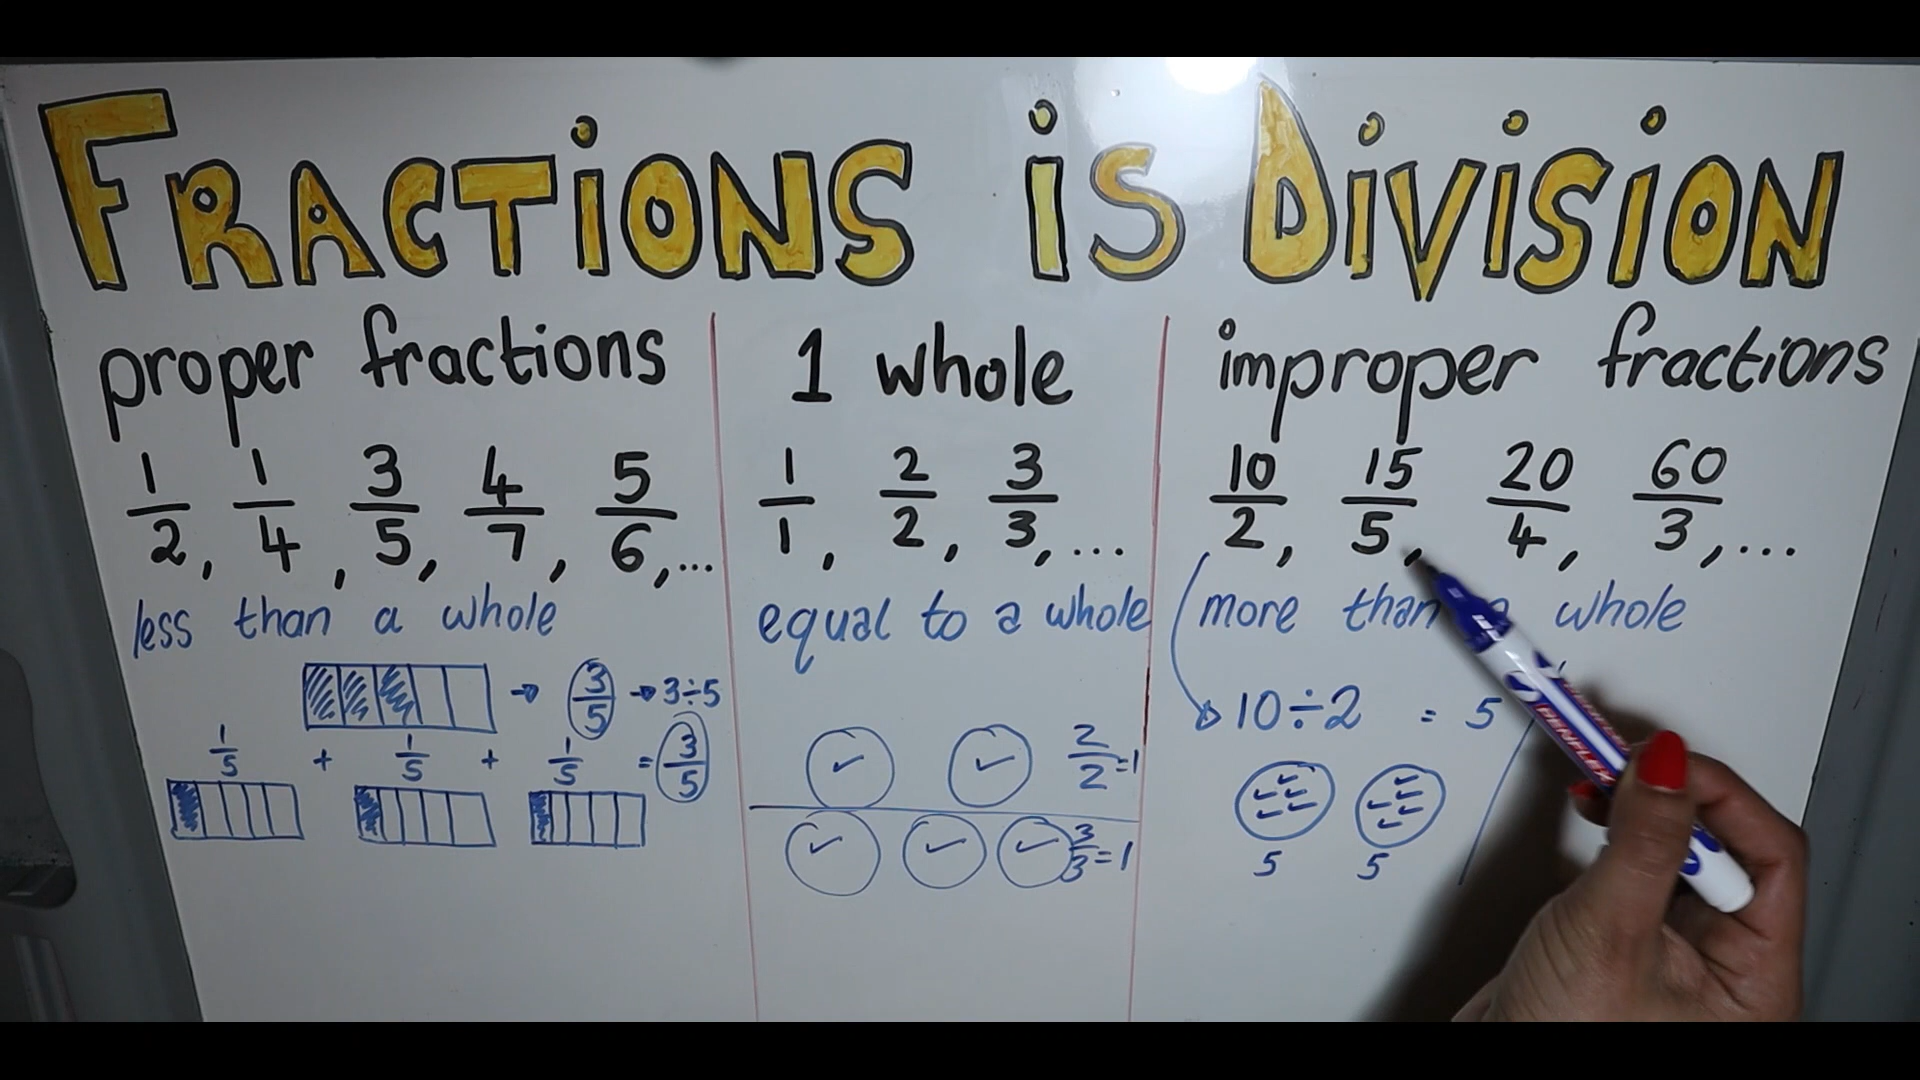 FRACTIONS is DIVISION
proper fractions
1/2, 1/4, 3/5, 4/7, 5/6, ...
less than a whole
→ 3/5 → 3÷5
1/5 + 1/5 + 1/5 = 3/5
1 whole
1/1, 2/2, 3/3, ...
equal to a whole
2/2 = 1
3/3 = 1
improper fractions
10/2, 15/5, 20/4, 60/3, ...
more than a whole
10÷2 = 5
5 5
PENFLEX